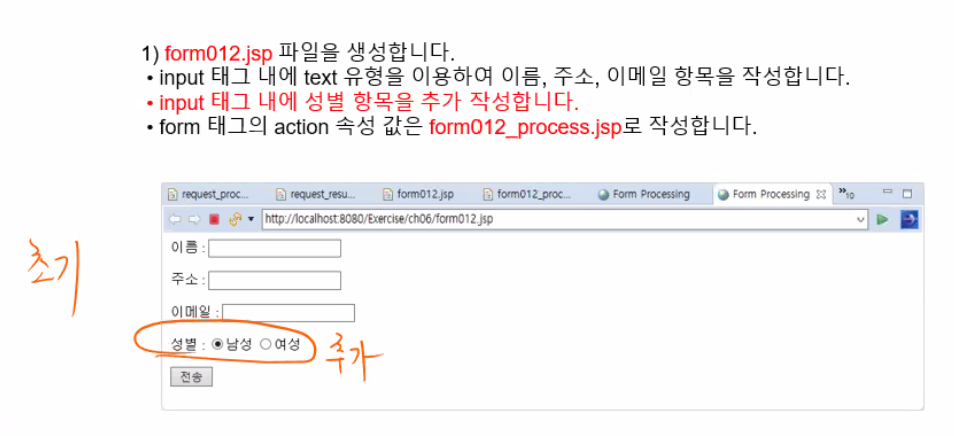 1) form012.jsp 파일을 생성합니다.
• input 태그 내에 text 유형을 이용하여 이름, 주소, 이메일 항목을 작성합니다.
• input 태그 내에 성별 항목을 추가 작성합니다.
• form 태그의 action 속성 값은 form012_process.jsp로 작성합니다.
request_proc... request_resu... form012.jsp form012_proc... Form Processing Form Processing »10
http://localhost:8080/Exercise/ch06/form012.jsp
이름 :
주소 :
초기
이메일 :
성별 : 남성 여성 추가
전송